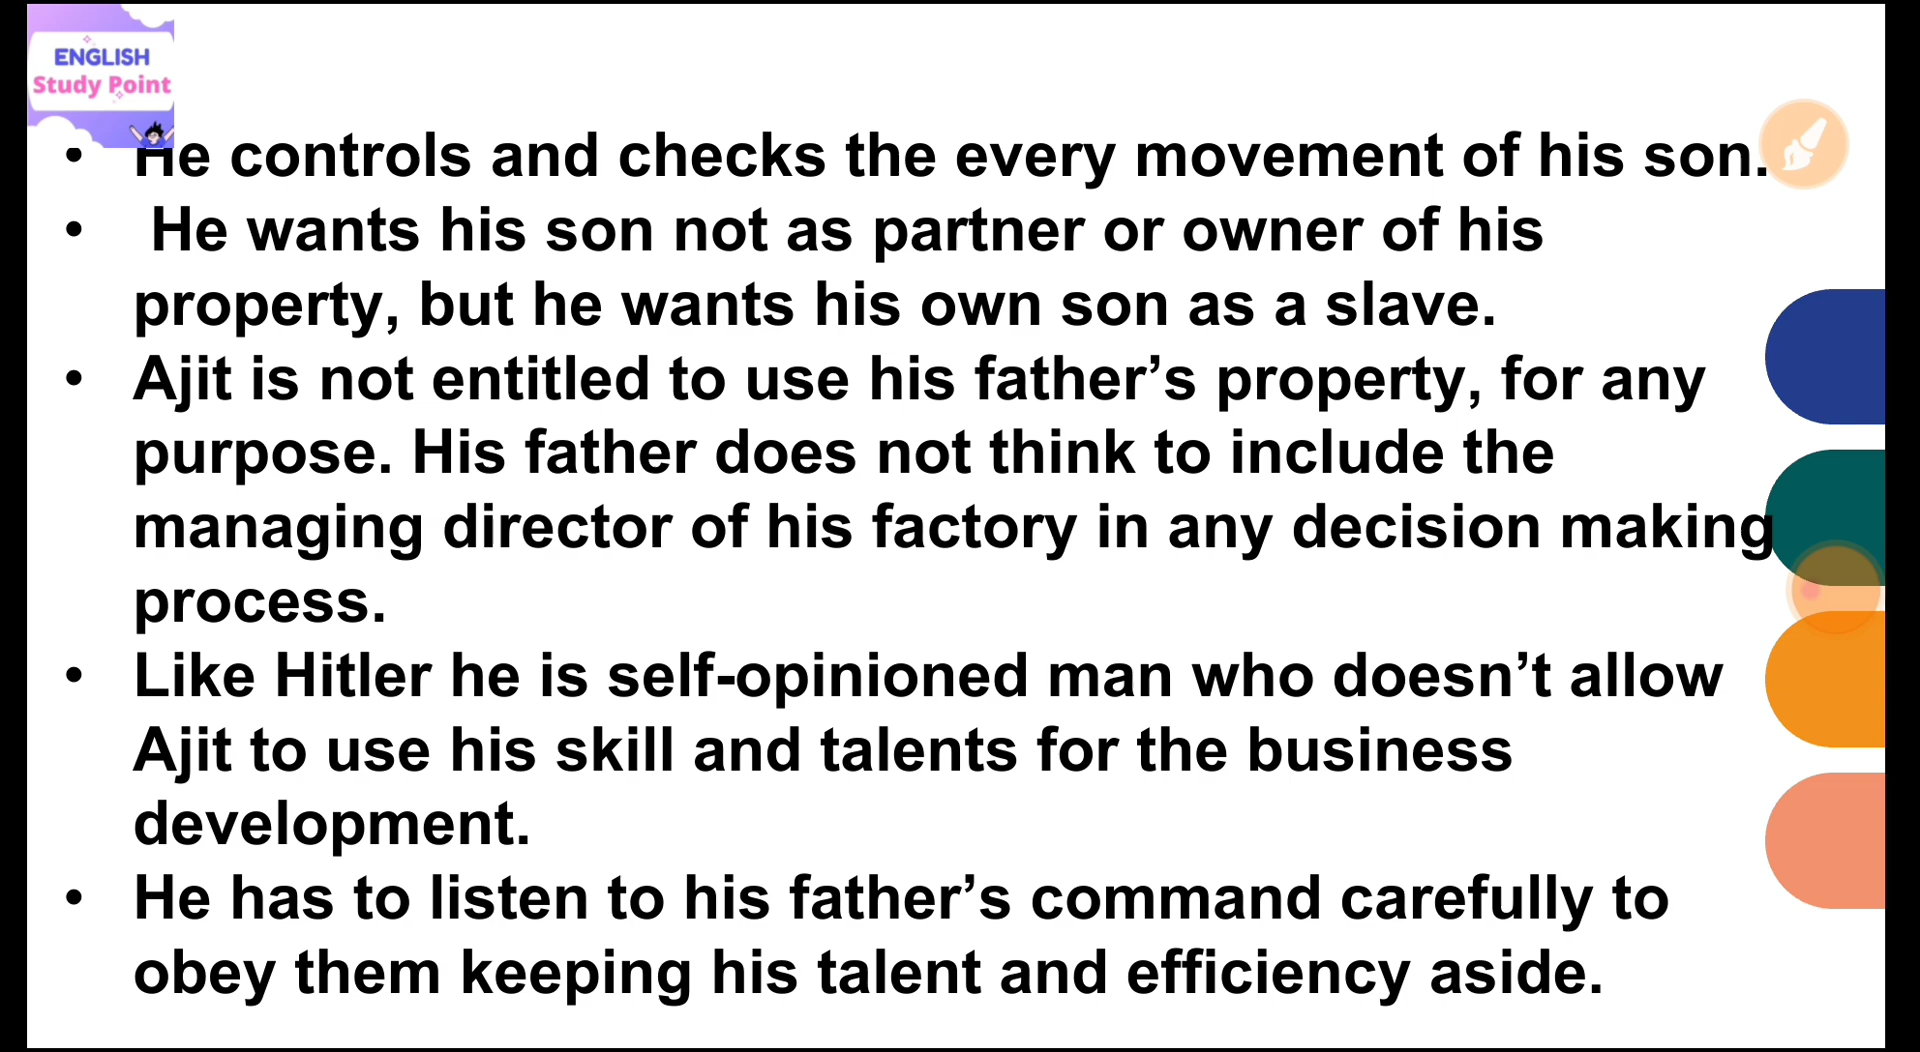 ENGLISH
Study Point
• He controls and checks the every movement of his son.
• He wants his son not as partner or owner of his
property, but he wants his own son as a slave.
• Ajit is not entitled to use his father’s property, for any
purpose. His father does not think to include the
managing director of his factory in any decision making
process.
• Like Hitler he is self-opinioned man who doesn’t allow
Ajit to use his skill and talents for the business
development.
• He has to listen to his father’s command carefully to
obey them keeping his talent and efficiency aside.